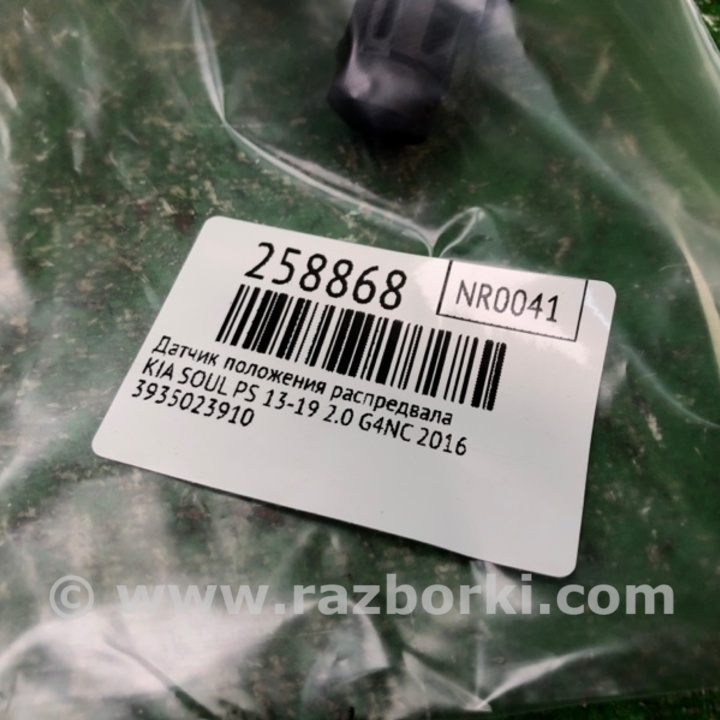 258868
NR0041
Датчик положения распредвала
KIA SOUL PS 13-19 2.0 G4NC 2016
3935023910
© www.razborki.com